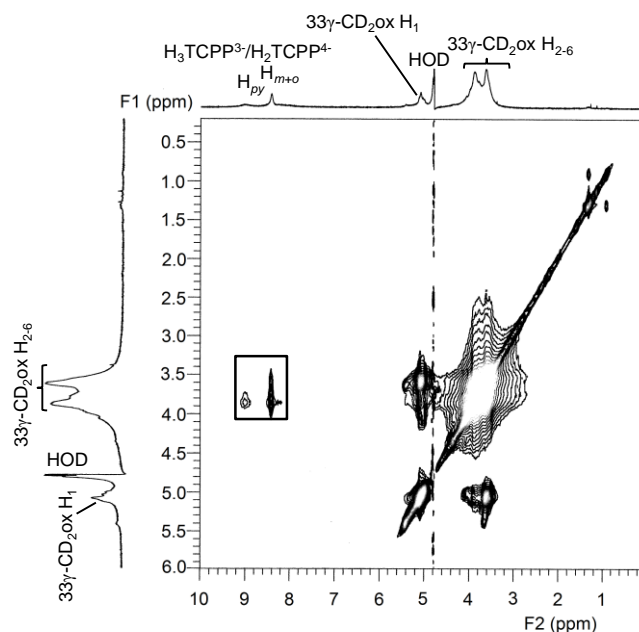 33γ-CD₂ox H₁
33γ-CD₂ox H₂₋₆
H₃TCPP³⁻/H₂TCPP⁴⁻
HOD
H_py
H_m+o
F1 (ppm)
0.5
1.0
1.5
2.0
2.5
3.0
3.5
4.0
4.5
5.0
5.5
6.0
33γ-CD₂ox H₂₋₆
HOD
33γ-CD₂ox H₁
10 9 8 7 6 5 4 3 2 1
F2 (ppm)